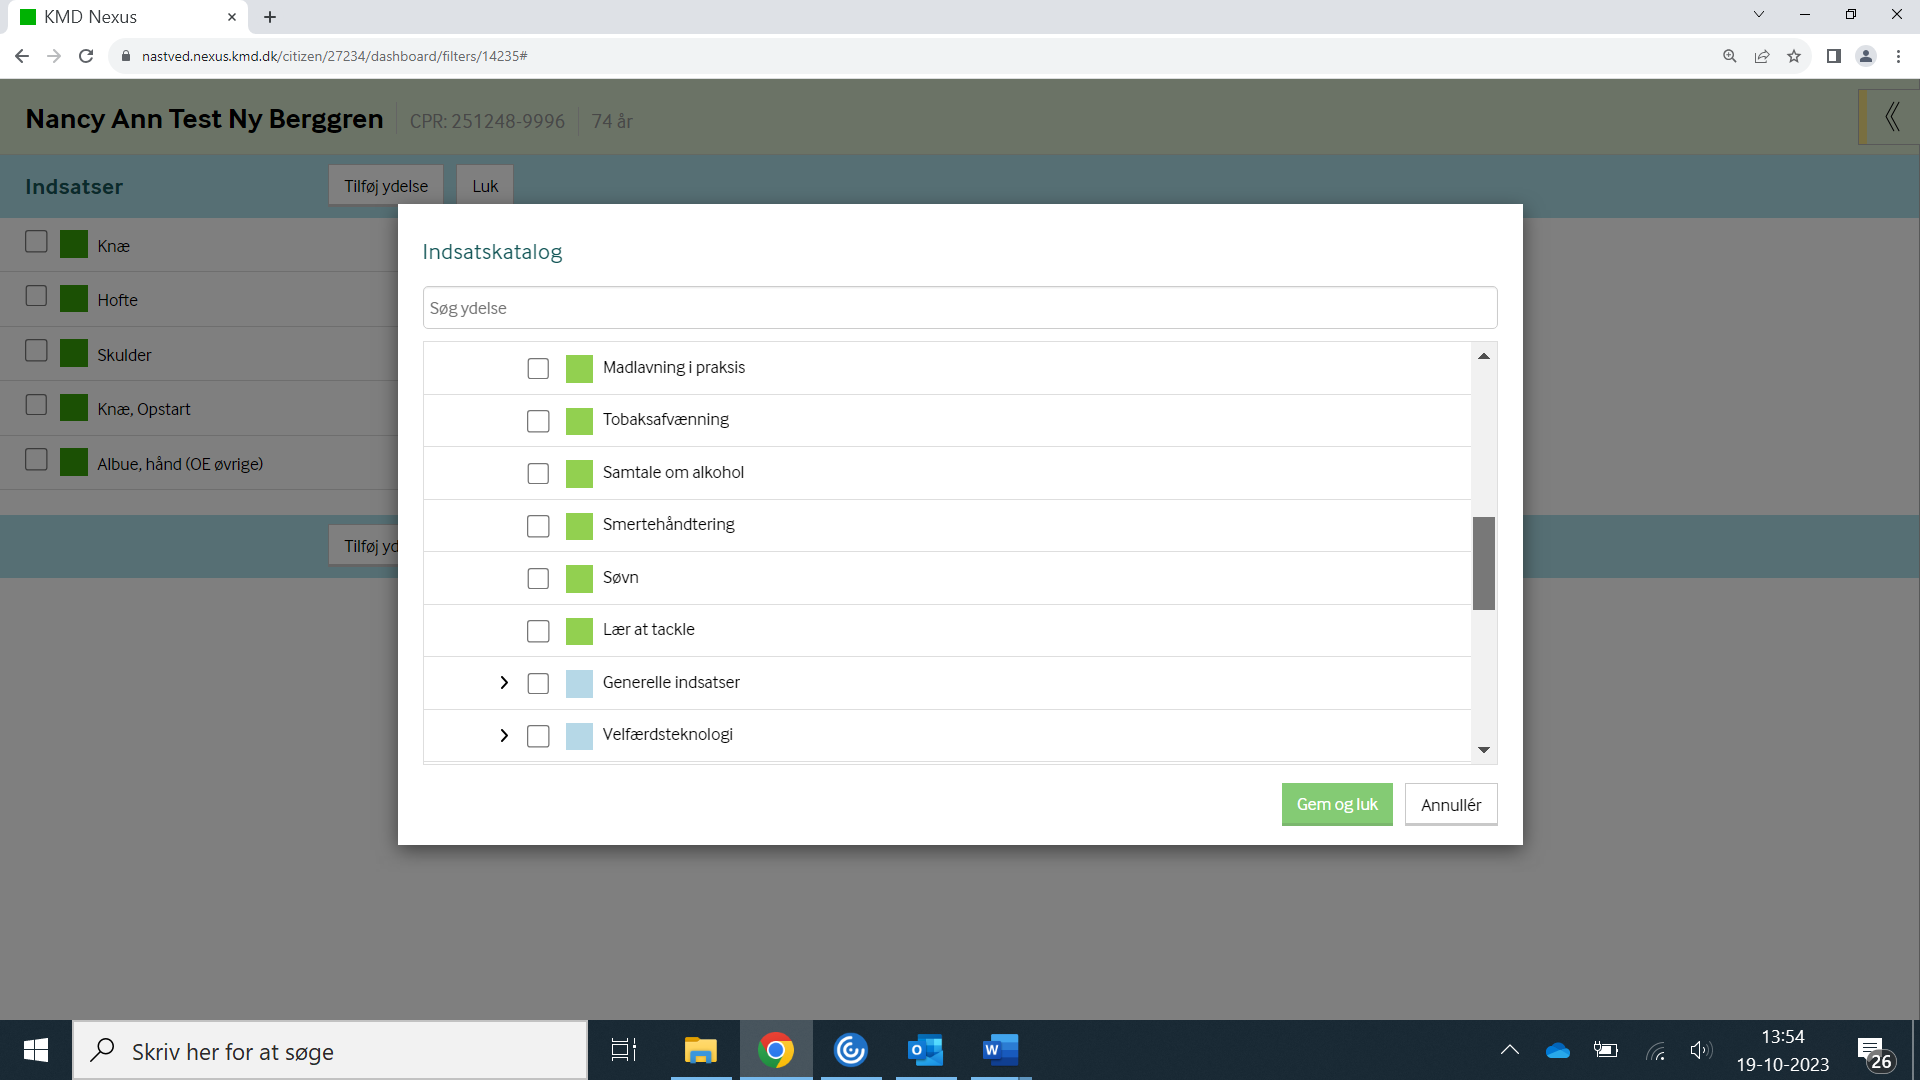 KMD Nexus
nastved.nexus.kmd.dk/citizen/27234/dashboard/filters/14235#
Nancy Ann Test Ny Berggren CPR: 251248-9996 74 år
Indsatser Tilføj ydelse Luk
Knæ
Hofte
Skulder
Knæ, Opstart
Albue, hånd (OE øvrige)
Tilføj yd
Indsatskatalog
Søg ydelse
Madlavning i praksis
Tobaksafvænning
Samtale om alkohol
Smertehåndtering
Søvn
Lær at tackle
Generelle indsatser
Velfærdsteknologi
Gem og luk Annullér
Skriv her for at søge
13:54
19-10-2023
26